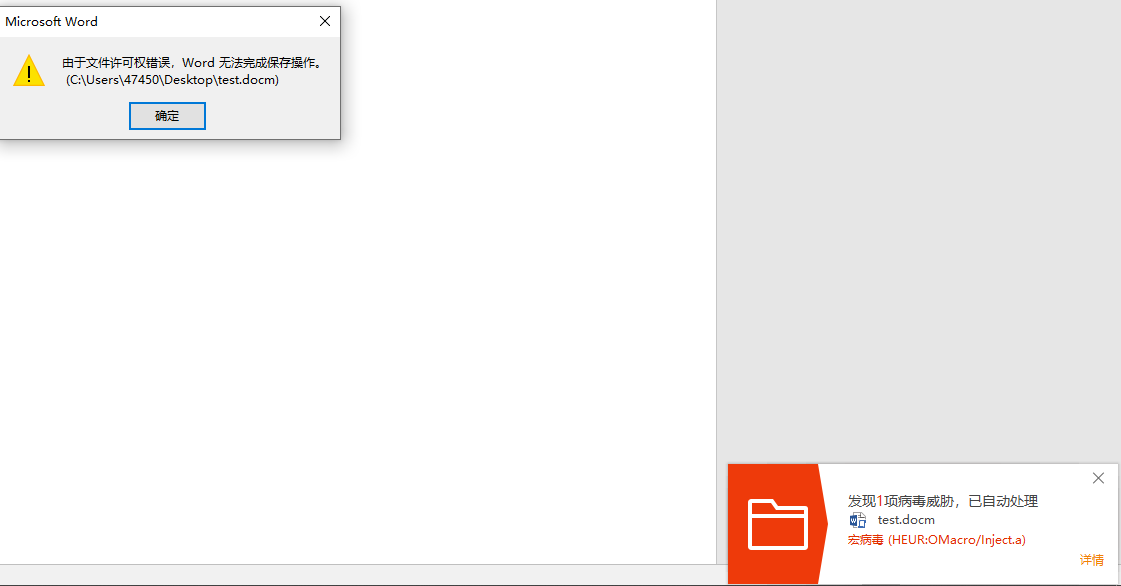 Microsoft Word
由于文件许可权错误，Word 无法完成保存操作。
(C:\Users\47450\Desktop\test.docm)
确定
发现1项病毒威胁，已自动处理
test.docm
宏病毒 (HEUR:OMacro/Inject.a)
详情